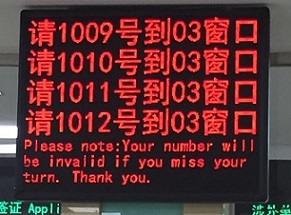 请1009号到03窗口
请1010号到03窗口
请1011号到03窗口
请1012号到03窗口
Please note:Your number will
be invalid if you miss your
turn. Thank you.
签证 Appli
涉外